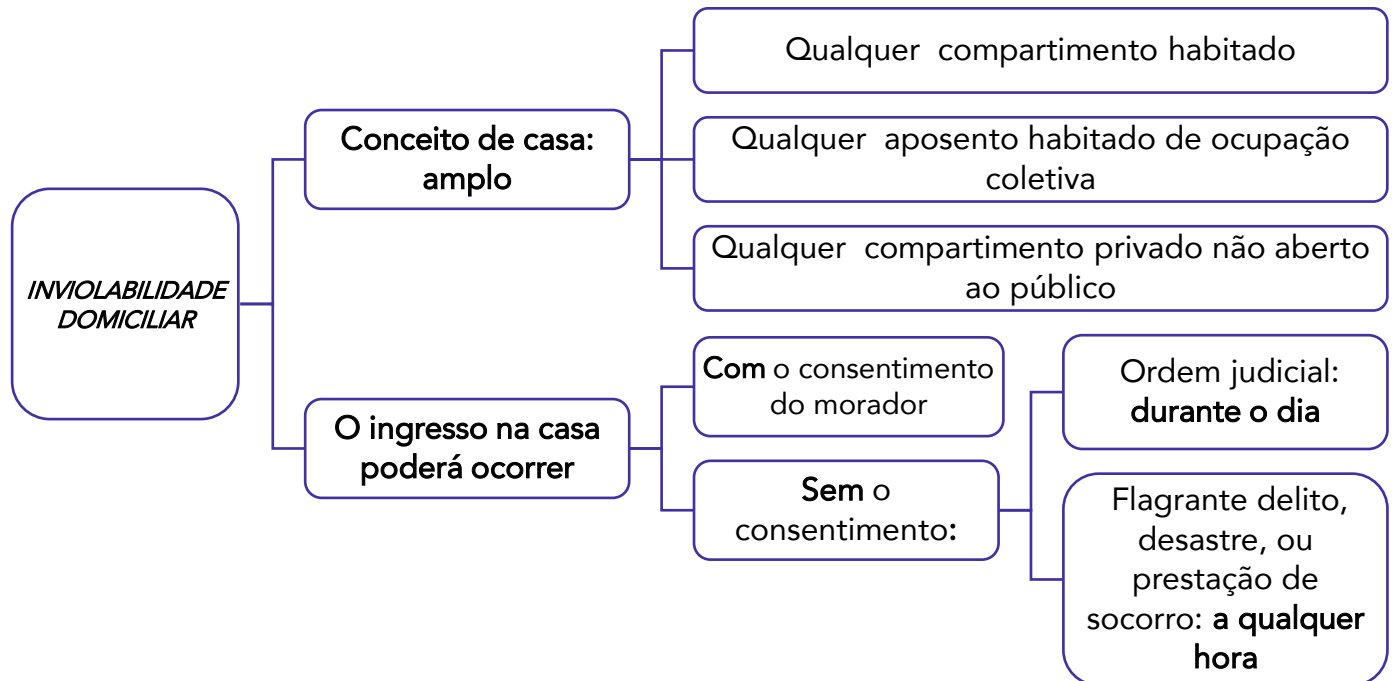 INVIOLABILIDADE
DOMICILIAR
Conceito de casa:
amplo
Qualquer compartimento habitado
Qualquer aposento habitado de ocupação
coletiva
Qualquer compartimento privado não aberto
ao público
O ingresso na casa
poderá ocorrer
Com o consentimento
do morador
Sem o
consentimento:
Ordem judicial:
durante o dia
Flagrante delito,
desastre, ou
prestação de
socorro: a qualquer
hora